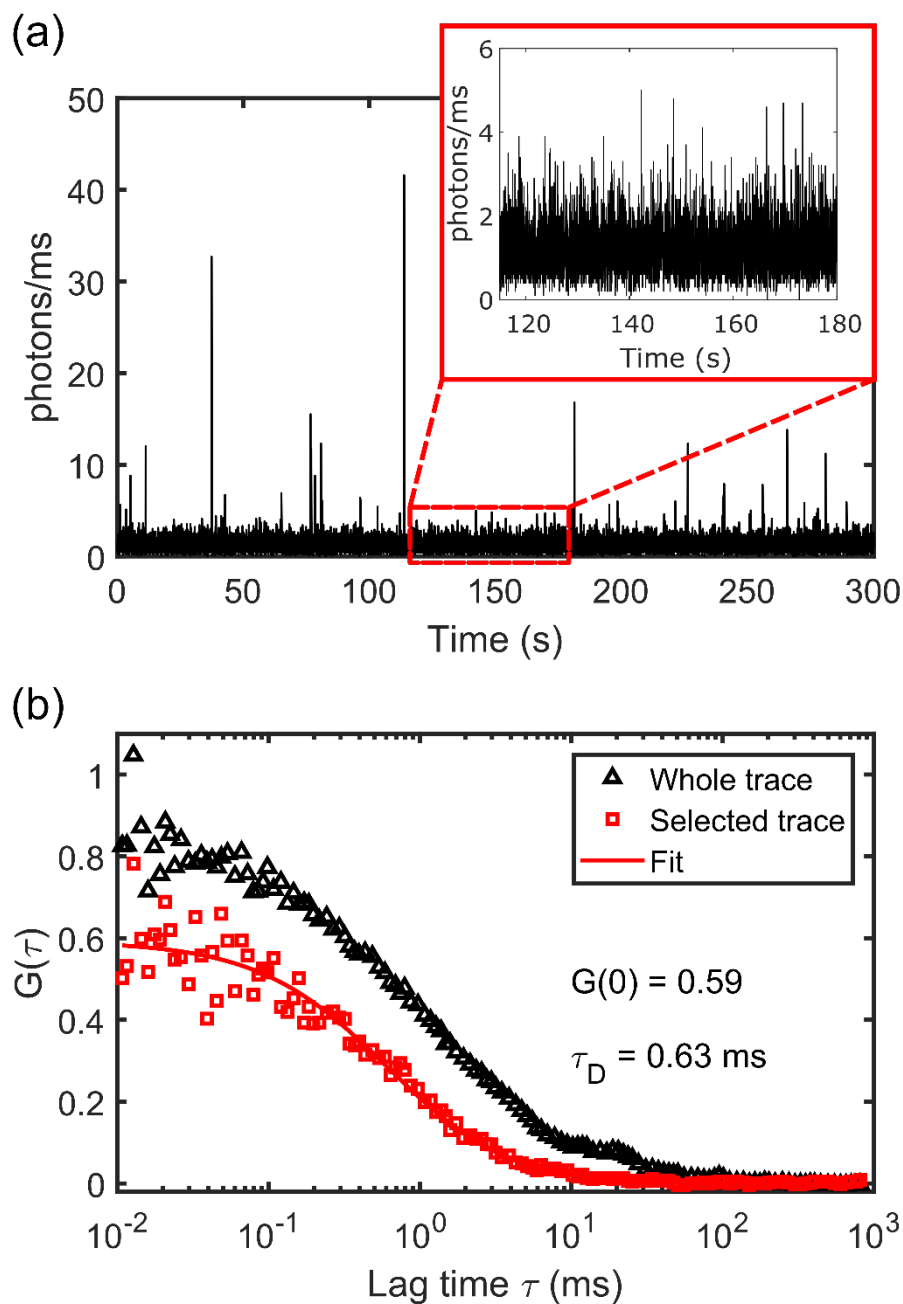 (a)
photons/ms
50
40
30
20
10
0
0 50 100 150 200 250 300
Time (s)
photons/ms
6
4
2
0
120 140 160 180
Time (s)
(b)
G(τ)
1
0.8
0.6
0.4
0.2
0
Whole trace
Selected trace
Fit
G(0) = 0.59
τD = 0.63 ms
10-2 10-1 100 101 102 103
Lag time τ (ms)